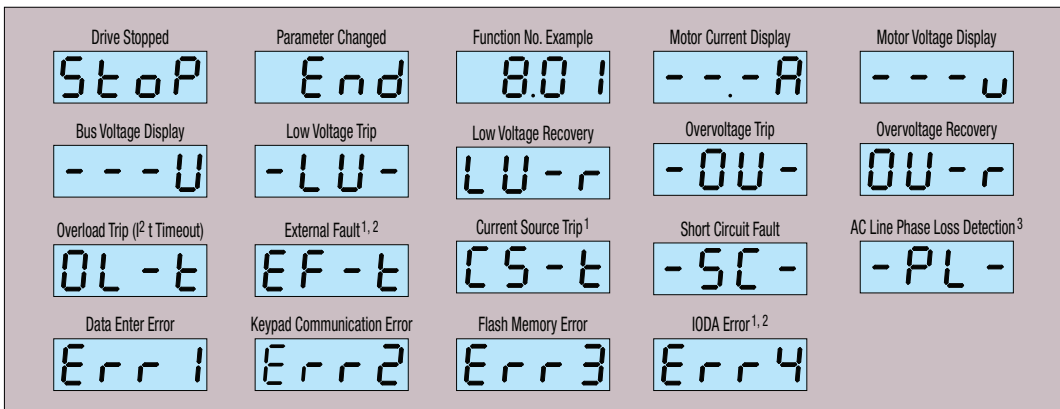 Drive Stopped Parameter Changed Function No. Example Motor Current Display Motor Voltage Display
StoP End 8.01 --.-A ---u
Bus Voltage Display Low Voltage Trip Low Voltage Recovery Overvoltage Trip Overvoltage Recovery
---U -LU- LU-r -OU- OU-r
Overload Trip (I² t Timeout) External Fault¹, ² Current Source Trip¹ Short Circuit Fault AC Line Phase Loss Detection³
OL-t EF-t CS-t -SC- -PL-
Data Enter Error Keypad Communication Error Flash Memory Error IODA Error¹, ²
Err1 Err2 Err3 Err4